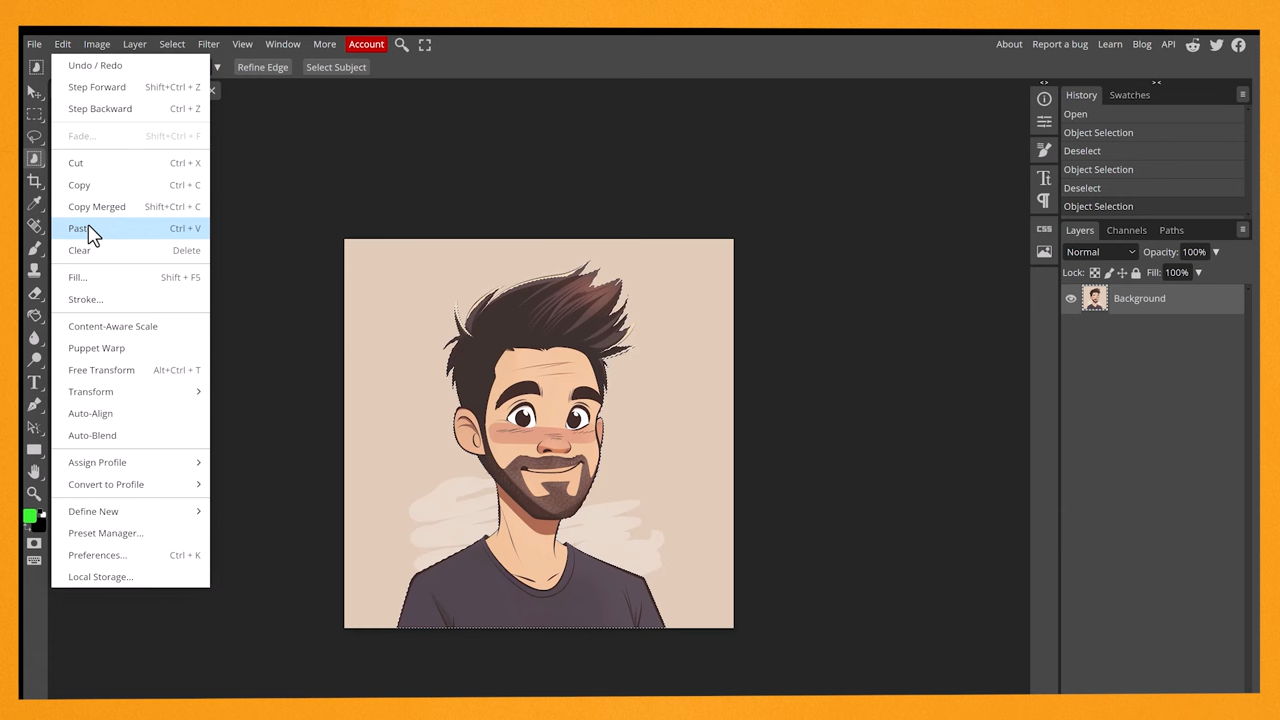 File Edit Image Layer Select Filter View Window More Account
About Report a bug Learn Blog API
Refine Edge Select Subject
Undo / Redo
Step Forward Shift+Ctrl + Z
Step Backward Ctrl + Z
Fade... Shift+Ctrl + F
Cut Ctrl + X
Copy Ctrl + C
Copy Merged Shift+Ctrl + C
Past Ctrl + V
Clear Delete
Fill... Shift + F5
Stroke...
Content-Aware Scale
Puppet Warp
Free Transform Alt+Ctrl + T
Transform
Auto-Align
Auto-Blend
Assign Profile
Convert to Profile
Define New
Preset Manager...
Preferences... Ctrl + K
Local Storage...
History Swatches
Open
Object Selection
Deselect
Object Selection
Deselect
Object Selection
CSS
Layers Channels Paths
Normal Opacity: 100%
Lock: Fill: 100%
Background